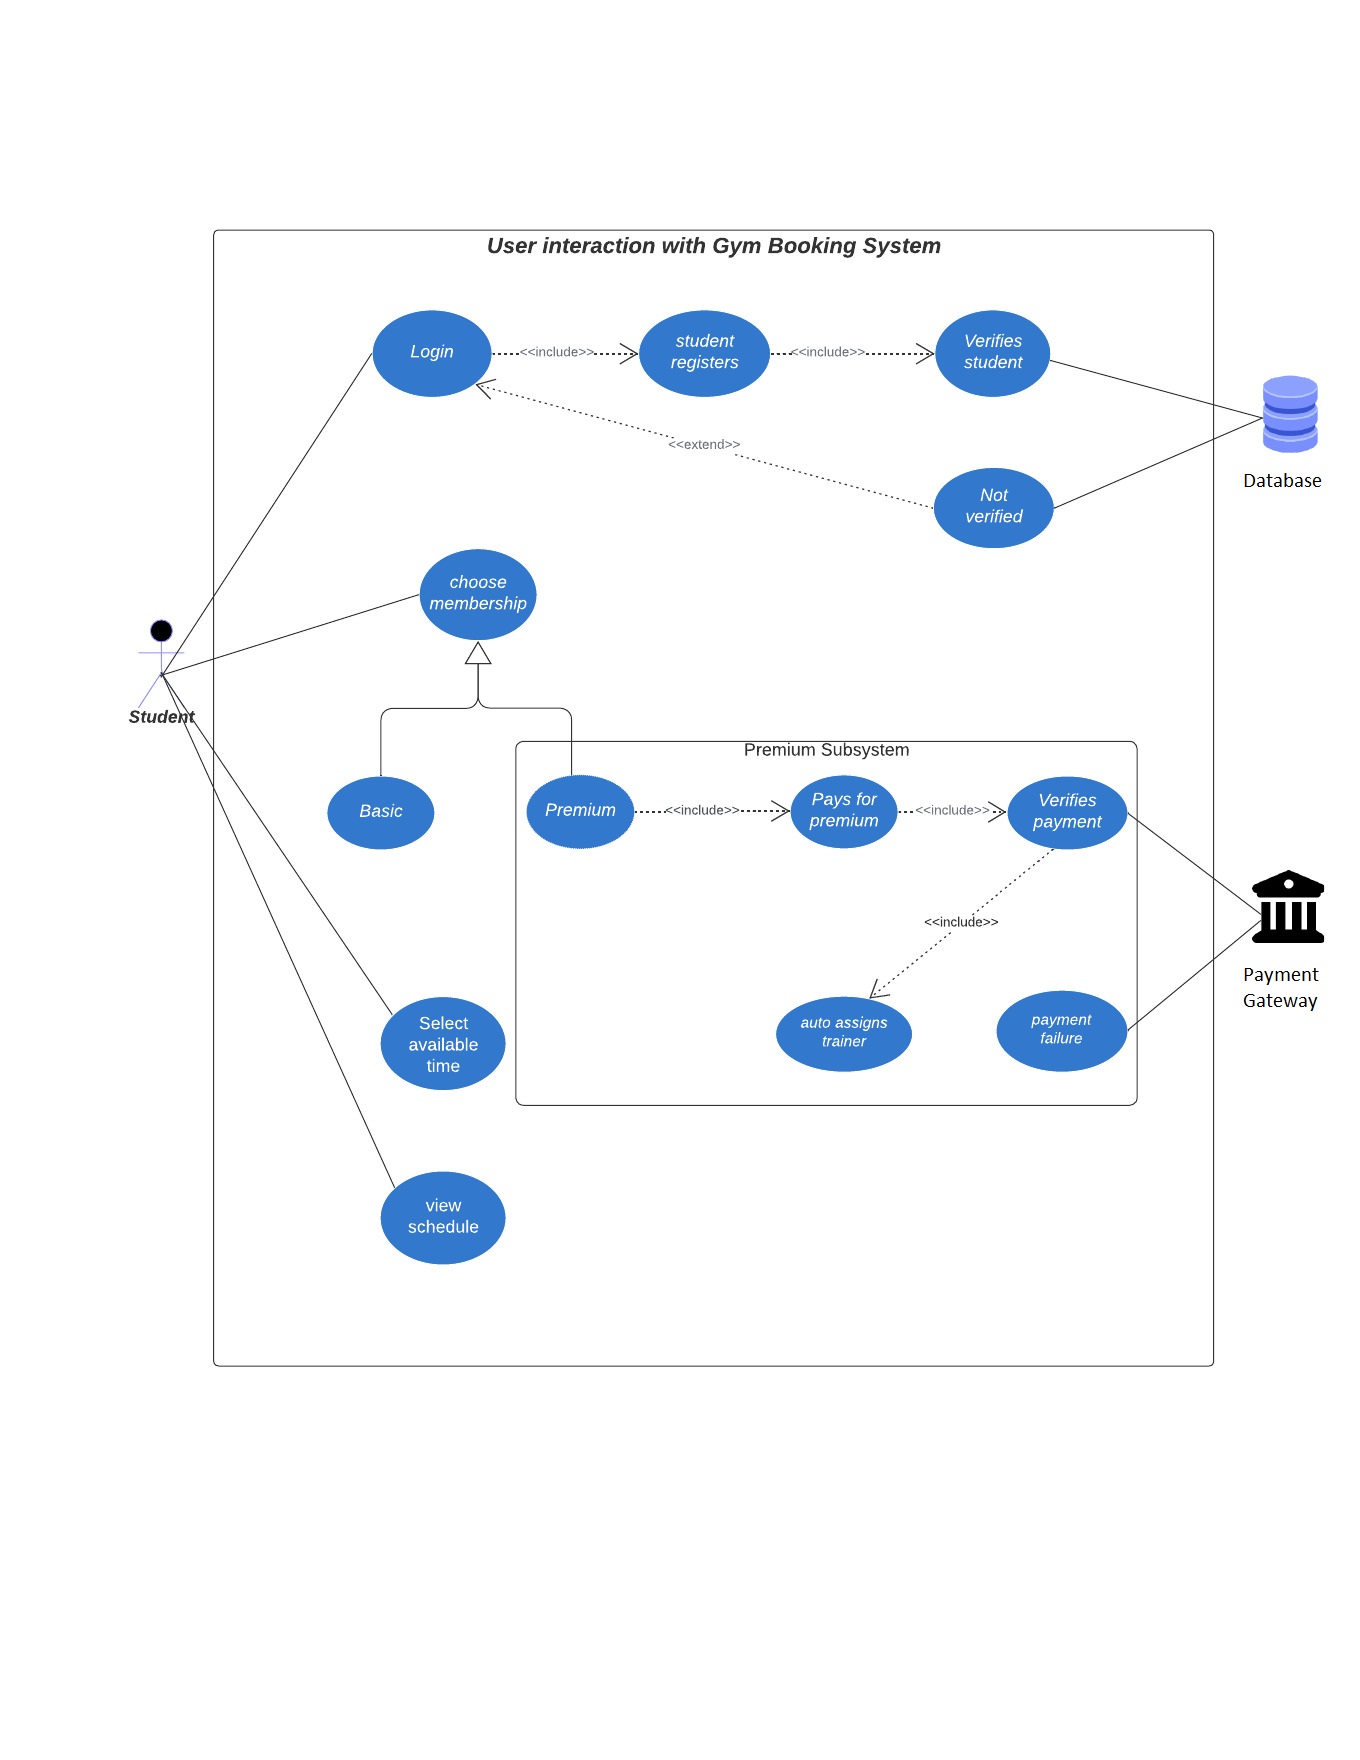 User interaction with Gym Booking System
Login
<<include>>
student
registers
<<include>>
Verifies
student
<<extend>>
Database
Not
verified
choose
membership
Student
Premium Subsystem
Basic
Premium
<<include>>
Pays for
premium
<<include>>
Verifies
payment
<<include>>
Payment
Gateway
Select
available
time
auto assigns
trainer
payment
failure
view
schedule